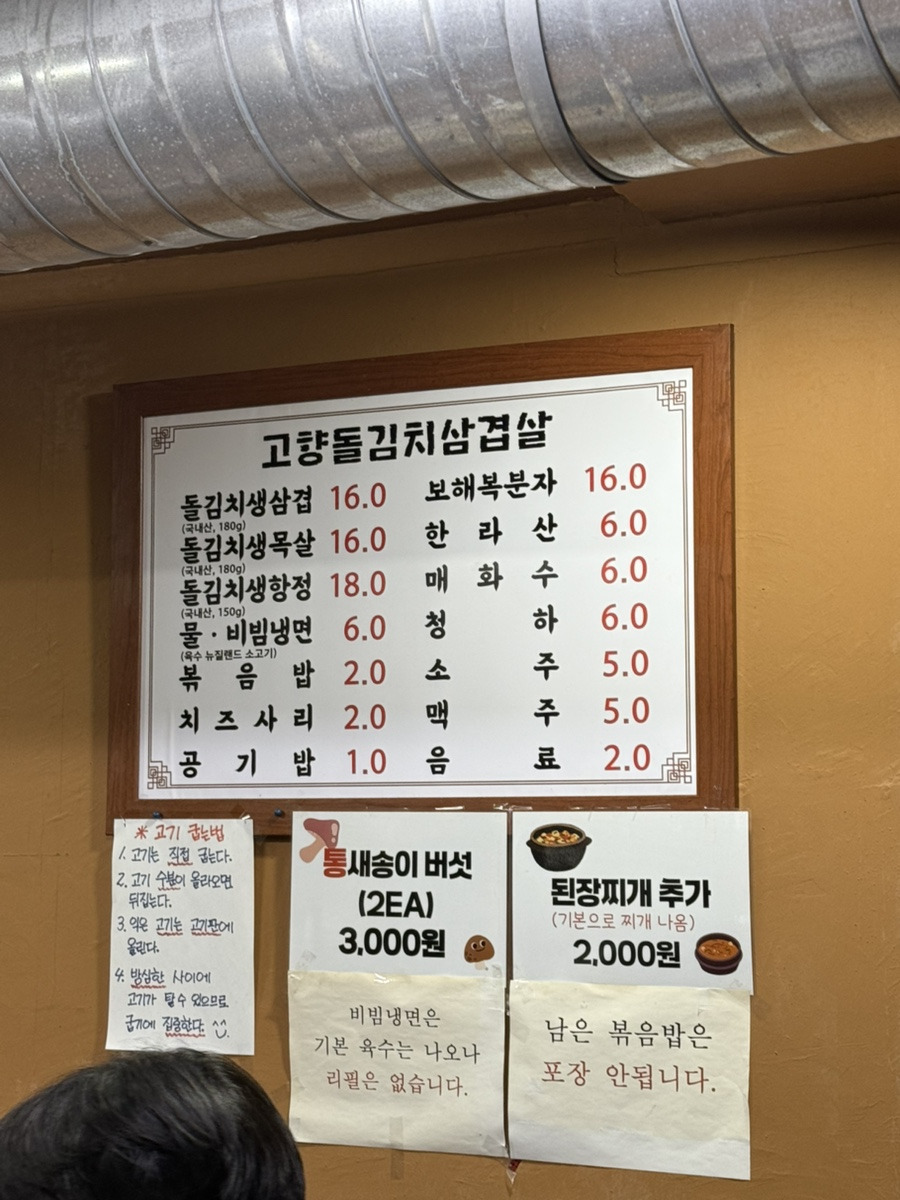 고향돌김치삼겹살
돌김치생삼겹 16.0
(국내산, 180g)
돌김치생목살 16.0
(국내산, 180g)
돌김치생항정 18.0
(국내산, 150g)
물·비빔냉면 6.0
(육수 뉴질랜드 소고기)
볶음밥 2.0
치즈사리 2.0
공기밥 1.0
보해복분자 16.0
한라산 6.0
매화수 6.0
청하 6.0
소주 5.0
맥주 5.0
음료 2.0
※ 고기 굽는법
1. 고기는 직접 굽는다.
2. 고기 수분이 올라오면
뒤집는다.
3. 익은 고기는 고기판에
올린다.
4. 방심한 사이에
고기가 탈수 있으므로
굽기에 집중한다. ^^
통새송이 버섯
(2EA)
3,000원
비빔냉면은
기본 육수는 나오나
리필은 없습니다.
된장찌개 추가
(기본으로 찌개 나옴)
2,000원
남은 볶음밥은
포장 안됩니다.